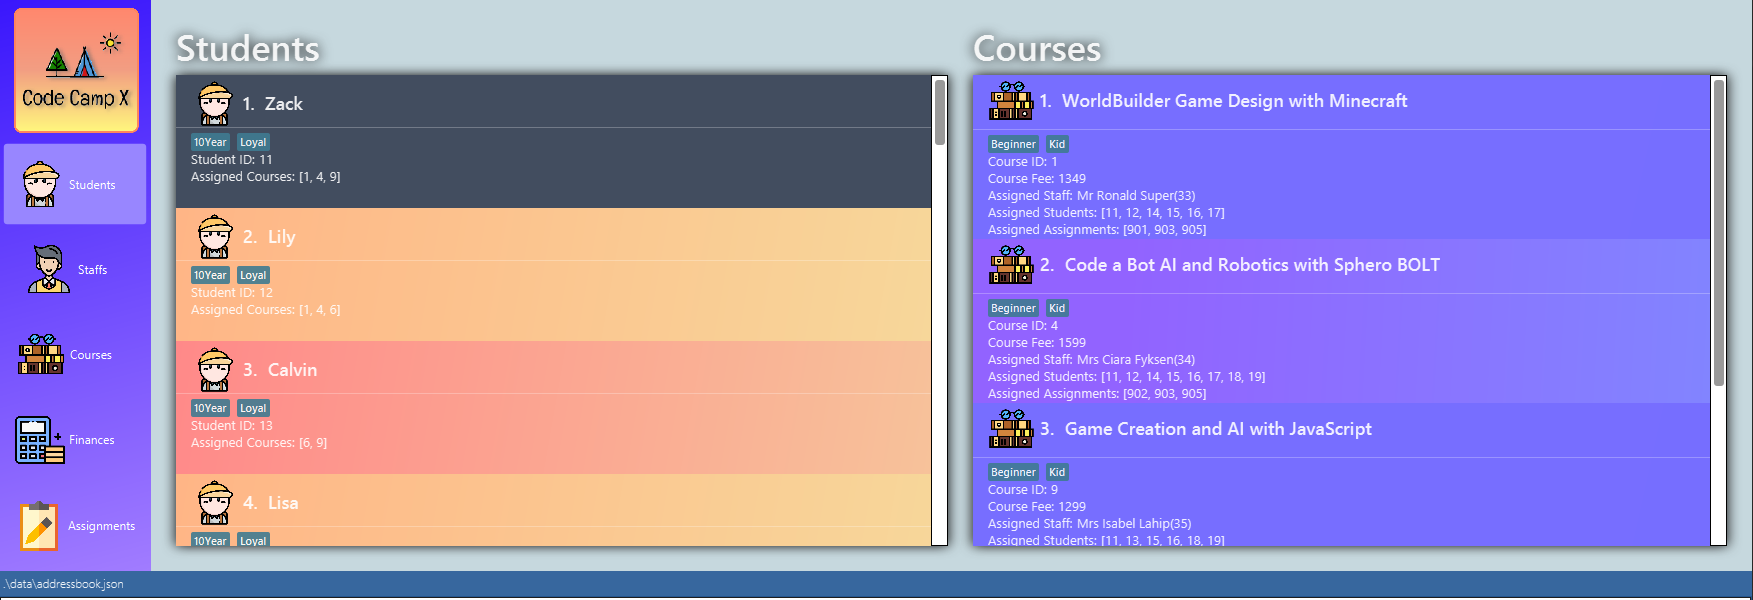 Code Camp X
Students
Staffs
Courses
Finances
Assignments
Students
1. Zack
10Year Loyal
Student ID: 11
Assigned Courses: [1, 4, 9]
2. Lily
10Year Loyal
Student ID: 12
Assigned Courses: [1, 4, 6]
3. Calvin
10Year Loyal
Student ID: 13
Assigned Courses: [6, 9]
4. Lisa
10Year Loyal
Courses
1. WorldBuilder Game Design with Minecraft
Beginner Kid
Course ID: 1
Course Fee: 1349
Assigned Staff: Mr Ronald Super(33)
Assigned Students: [11, 12, 14, 15, 16, 17]
Assigned Assignments: [901, 903, 905]
2. Code a Bot AI and Robotics with Sphero BOLT
Beginner Kid
Course ID: 4
Course Fee: 1599
Assigned Staff: Mrs Ciara Fyksen(34)
Assigned Students: [11, 12, 14, 15, 16, 17, 18, 19]
Assigned Assignments: [902, 903, 905]
3. Game Creation and AI with JavaScript
Beginner Kid
Course ID: 9
Course Fee: 1299
Assigned Staff: Mrs Isabel Lahip(35)
Assigned Students: [11, 13, 15, 16, 18, 19]
.\data\addressbook.json